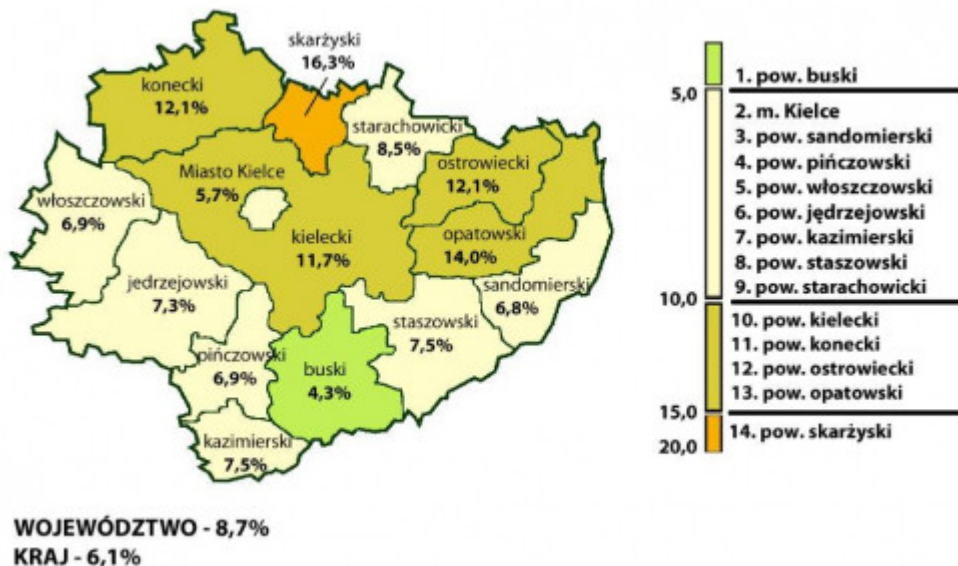 skarżyski
16,3%
konecki
12,1%
starachowicki
8,5%
ostrowiecki
12,1%
Miasto Kielce
5,7%
włoszczowski
6,9%
kielecki
11,7%
opatowski
14,0%
jedrzejowski
7,3%
sandomierski
6,8%
staszowski
7,5%
pińczowski
6,9%
buski
4,3%
kazimierski
7,5%
WOJEWÓDZTWO - 8,7%
KRAJ - 6,1%
1. pow. buski
5,0
2. m. Kielce
3. pow. sandomierski
4. pow. pińczowski
5. pow. włoszczowski
6. pow. jędrzejowski
7. pow. kazimierski
8. pow. staszowski
9. pow. starachowicki
10,0
10. pow. kielecki
11. pow. konecki
12. pow. ostrowiecki
13. pow. opatowski
15,0
14. pow. skarżyski
20,0